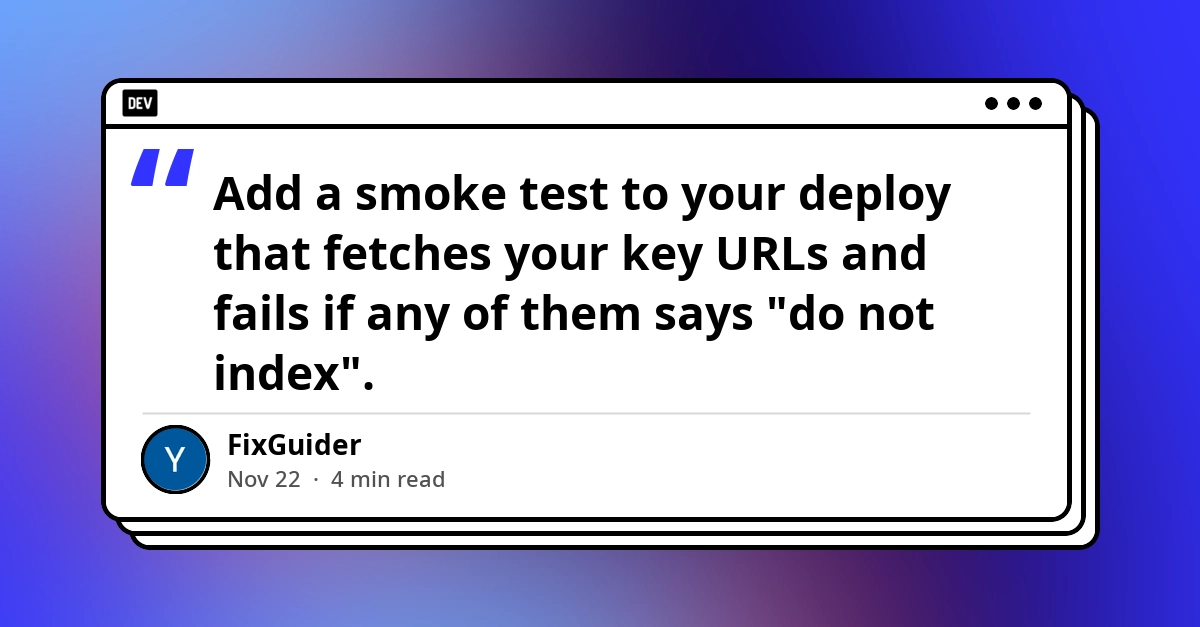 DEV
“
Add a smoke test to your deploy
that fetches your key URLs and
fails if any of them says "do not
index".
Y
FixGuider
Nov 22 · 4 min read